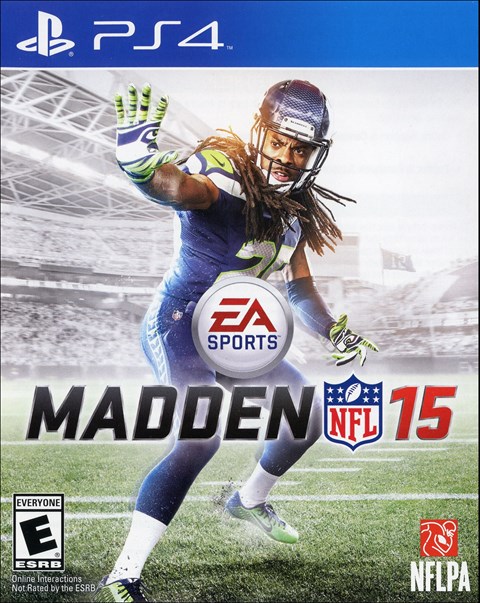 PS4
EA
SPORTS
MADDEN NFL 15
EVERYONE
E
ESRB
Online Interactions
Not Rated by the ESRB
NFLPA